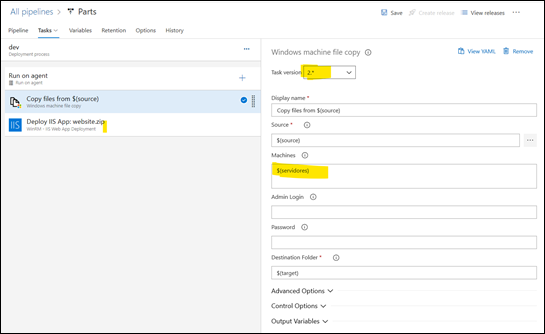 All pipelines > Parts
Save Create release View releases ...
Pipeline Tasks Variables Retention Options History
dev
Deployment process
...
Run on agent
Run on agent
Copy files from $(source)
Windows machine file copy
IIS
Deploy IIS App: website.zip
WinRM - IIS Web App Deployment
Windows machine file copy
View YAML Remove
Task version 2.*
Display name *
Copy files from $(source)
Source *
$(source)
...
Machines
$(servidores)
Admin Login
Password
Destination Folder *
$(target)
Advanced Options
Control Options
Output Variables